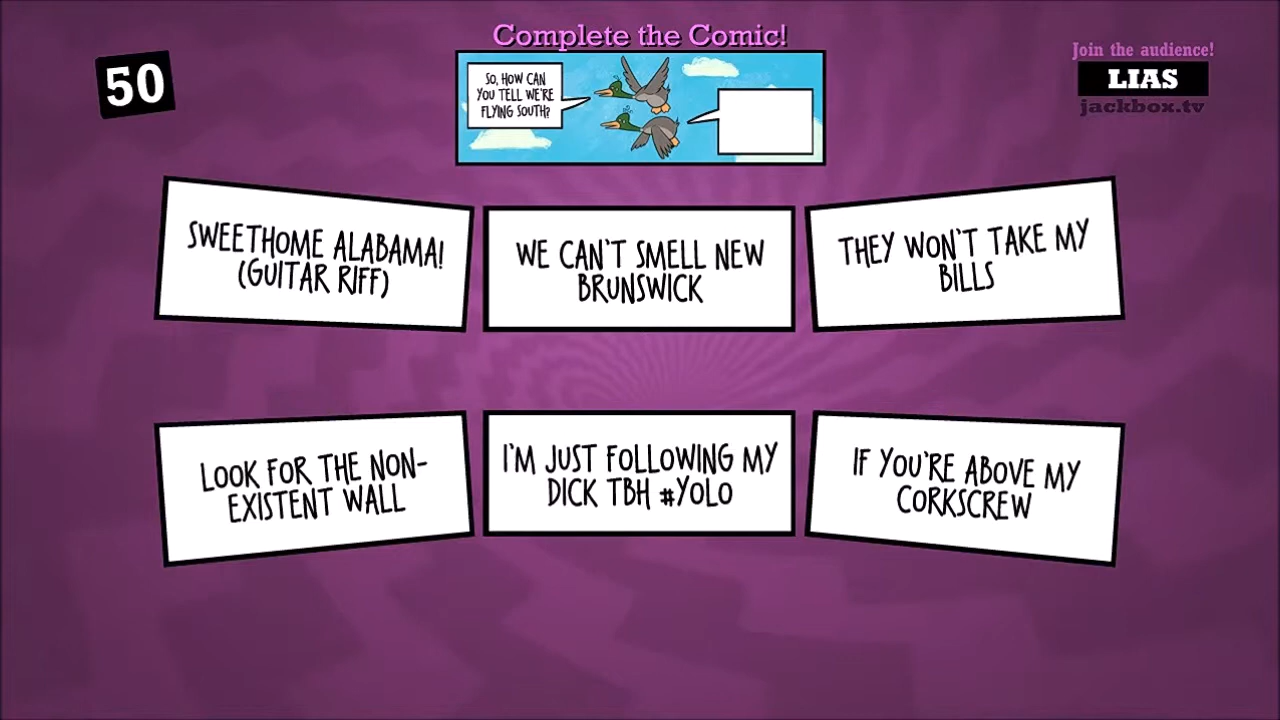 Complete the Comic!
50
SO, HOW CAN
YOU TELL WE'RE
FLYING SOUTH?
Join the audience!
LIAS
jackbox.tv
SWEETHOME ALABAMA!
(GUITAR RIFF)
WE CAN'T SMELL NEW
BRUNSWICK
THEY WON'T TAKE MY
BILLS
LOOK FOR THE NON-
EXISTENT WALL
I'M JUST FOLLOWING MY
DICK TBH #YOLO
IF YOU'RE ABOVE MY
CORKSCREW